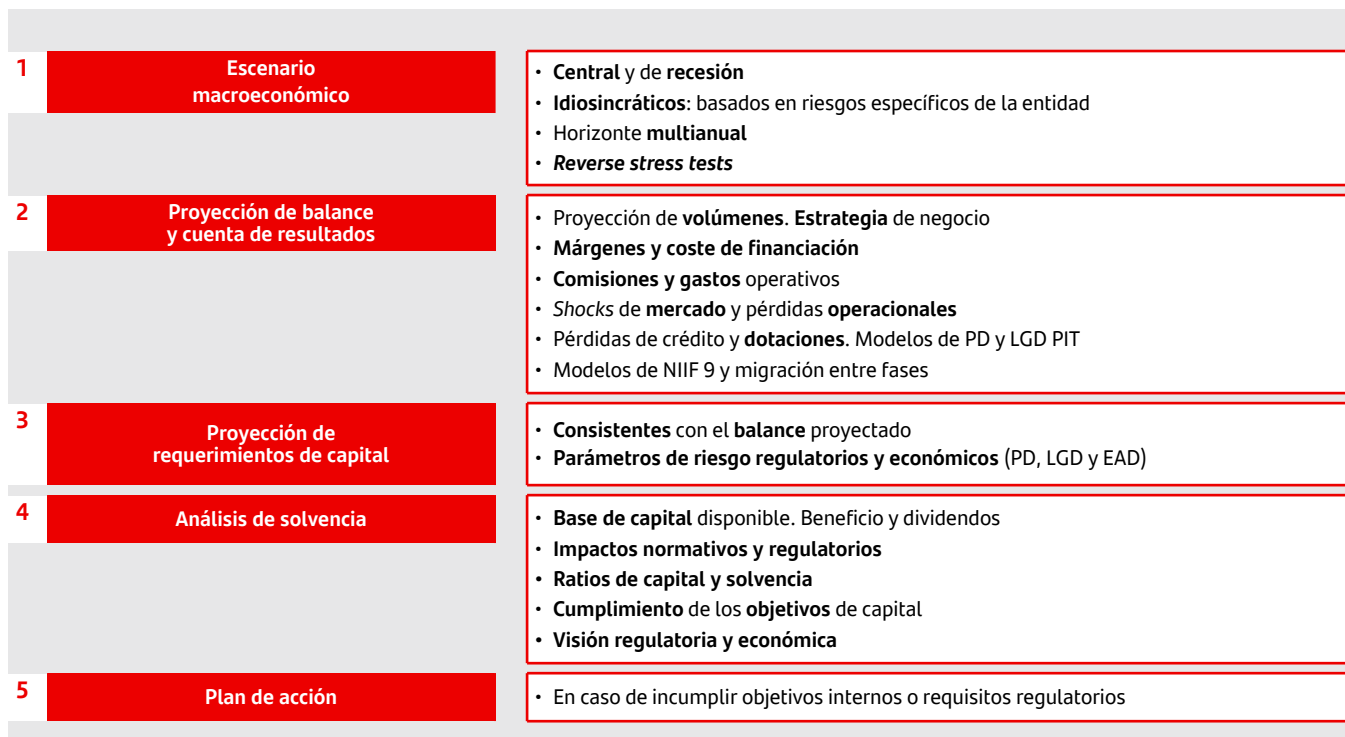 1
Escenario
macroeconómico
· Central y de recesión
· Idiosincráticos: basados en riesgos específicos de la entidad
· Horizonte multianual
· Reverse stress tests
2
Proyección de balance
y cuenta de resultados
· Proyección de volúmenes. Estrategia de negocio
· Márgenes y coste de financiación
· Comisiones y gastos operativos
· Shocks de mercado y pérdidas operacionales
· Pérdidas de crédito y dotaciones. Modelos de PD y LGD PIT
· Modelos de NIIF 9 y migración entre fases
3
Proyección de
requerimientos de capital
· Consistentes con el balance proyectado
· Parámetros de riesgo regulatorios y económicos (PD, LGD y EAD)
4
Análisis de solvencia
· Base de capital disponible. Beneficio y dividendos
· Impactos normativos y regulatorios
· Ratios de capital y solvencia
· Cumplimiento de los objetivos de capital
· Visión regulatoria y económica
5
Plan de acción
· En caso de incumplir objetivos internos o requisitos regulatorios